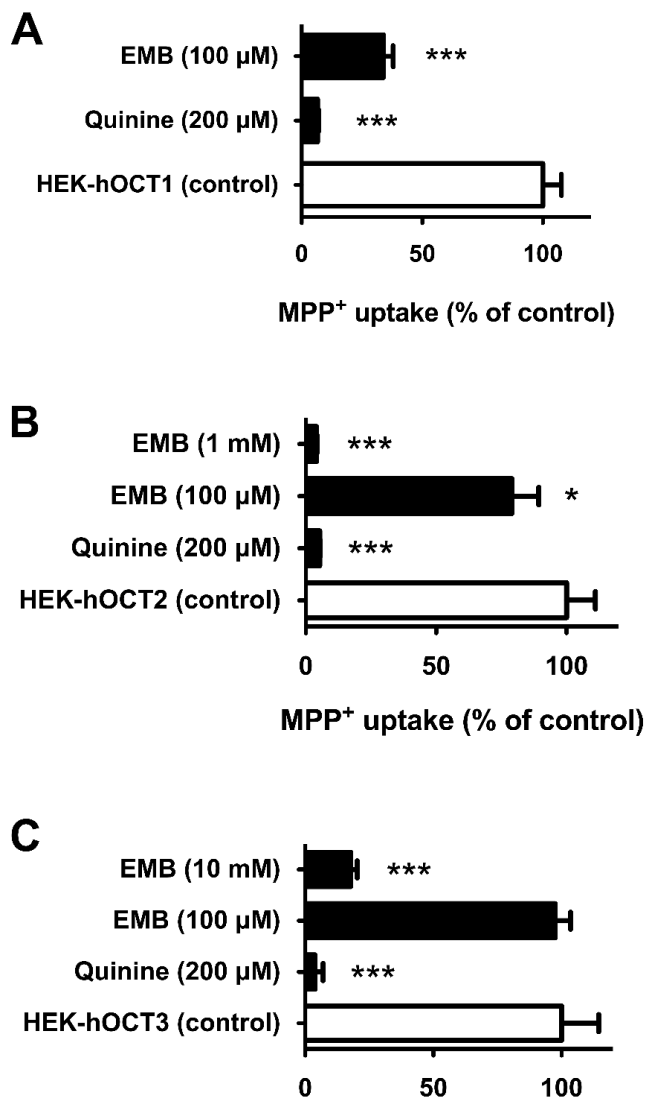 A
EMB (100 µM) ***
Quinine (200 µM) ***
HEK-hOCT1 (control)
0 50 100
MPP⁺ uptake (% of control)
B
EMB (1 mM) ***
EMB (100 µM) *
Quinine (200 µM) ***
HEK-hOCT2 (control)
0 50 100
MPP⁺ uptake (% of control)
C
EMB (10 mM) ***
EMB (100 µM)
Quinine (200 µM) ***
HEK-hOCT3 (control)
0 50 100